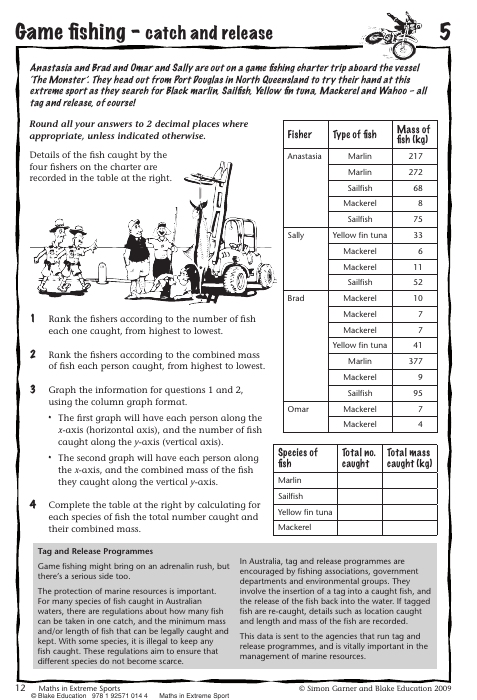 Game fishing – catch and release
5
Anastasia and Brad and Omar and Sally are out on a game fishing charter trip aboard the vessel
'The Monster'. They head out from Port Douglas in North Queensland to try their hand at this
extreme sport as they search for Black marlin, Sailfish, Yellow fin tuna, Mackerel and Wahoo – all
tag and release, of course!
Round all your answers to 2 decimal places where
appropriate, unless indicated otherwise.
Details of the fish caught by the
four fishers on the charter are
recorded in the table at the right.
Fisher Type of fish Mass of fish (kg)
Anastasia Marlin 217
Marlin 272
Sailfish 68
Mackerel 8
Sailfish 75
Sally Yellow fin tuna 33
Mackerel 6
Mackerel 11
Sailfish 52
Brad Mackerel 10
Mackerel 7
Mackerel 7
Yellow fin tuna 41
Marlin 377
Mackerel 9
Sailfish 95
Omar Mackerel 7
Mackerel 4
1 Rank the fishers according to the number of fish
each one caught, from highest to lowest.
2 Rank the fishers according to the combined mass
of fish each person caught, from highest to lowest.
3 Graph the information for questions 1 and 2,
using the column graph format.
• The first graph will have each person along the
x-axis (horizontal axis), and the number of fish
caught along the y-axis (vertical axis).
• The second graph will have each person along
the x-axis, and the combined mass of the fish
they caught along the vertical y-axis.
4 Complete the table at the right by calculating for
each species of fish the total number caught and
their combined mass.
Species of fish Total no. caught Total mass caught (kg)
Marlin
Sailfish
Yellow fin tuna
Mackerel
Tag and Release Programmes
Game fishing might bring on an adrenalin rush, but
there's a serious side too.
The protection of marine resources is important.
For many species of fish caught in Australian
waters, there are regulations about how many fish
can be taken in one catch, and the minimum mass
and/or length of fish that can be legally caught and
kept. With some species, it is illegal to keep any
fish caught. These regulations aim to ensure that
different species do not become scarce.
In Australia, tag and release programmes are
encouraged by fishing associations, government
departments and environmental groups. They
involve the insertion of a tag into a caught fish, and
the release of the fish back into the water. If tagged
fish are re-caught, details such as location caught
and length, and mass of the fish are recorded.
This data is sent to the agencies that run tag and
release programmes, and is vitally important in the
management of marine resources.
12 Maths in Extreme Sports
© Simon Garner and Blake Education 2009
© Blake Education 978 1 92571 014 4 Maths in Extreme Sports